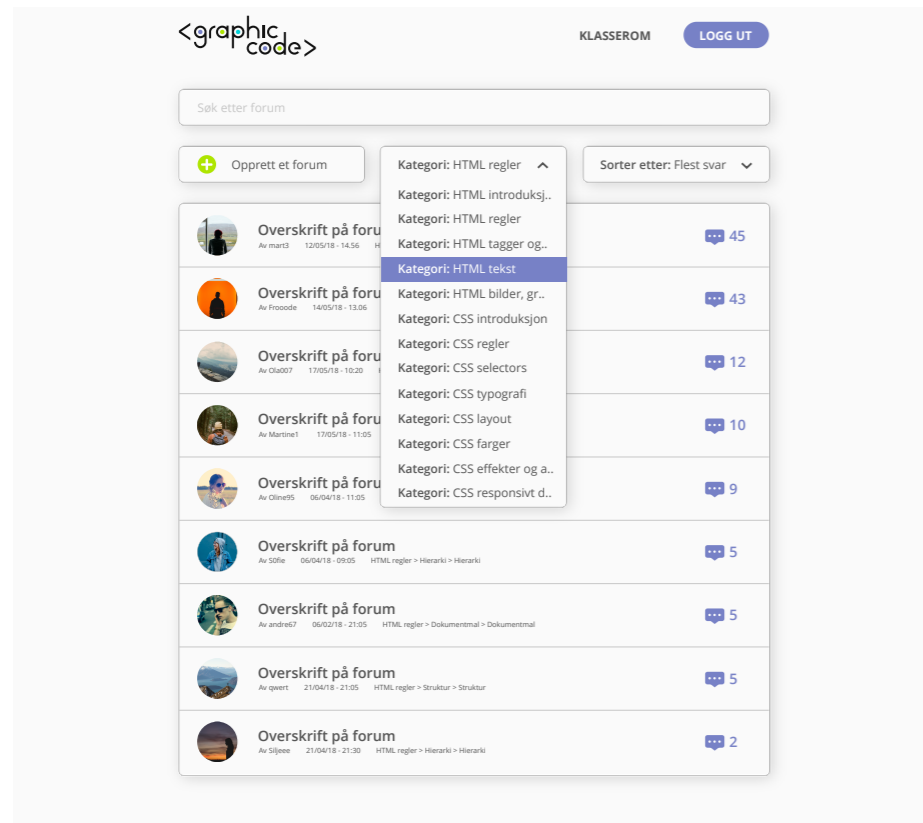 <graphic
code>
KLASSEROM
LOGG UT
Søk etter forum
Opprett et forum
Kategori: HTML regler
Sorter etter: Flest svar
Kategori: HTML introduksj..
Kategori: HTML regler
Kategori: HTML tagger og..
Kategori: HTML tekst
Kategori: HTML bilder, gr..
Kategori: CSS introduksjon
Kategori: CSS regler
Kategori: CSS selectors
Kategori: CSS typografi
Kategori: CSS layout
Kategori: CSS farger
Kategori: CSS effekter og a..
Kategori: CSS responsivt d..
Overskrift på foru
Av mart3 12/05/18 - 14.56 H
45
Overskrift på foru
Av Frooode 14/05/18 - 13.06
43
Overskrift på foru
Av Ola007 17/05/18 - 10:20
12
Overskrift på foru
Av Martine1 17/05/18 - 11:05
10
Overskrift på foru
Av Oline95 06/04/18 - 11:05
9
Overskrift på forum
Av S0fie 06/04/18 - 09:05 HTML regler > Hierarki > Hierarki
5
Overskrift på forum
Av andre67 06/02/18 - 21:05 HTML regler > Dokumentmal > Dokumentmal
5
Overskrift på forum
Av qwert 21/04/18 - 21:05 HTML regler > Struktur > Struktur
5
Overskrift på forum
Av Siljeee 21/04/18 - 21:30 HTML regler > Hierarki > Hierarki
2